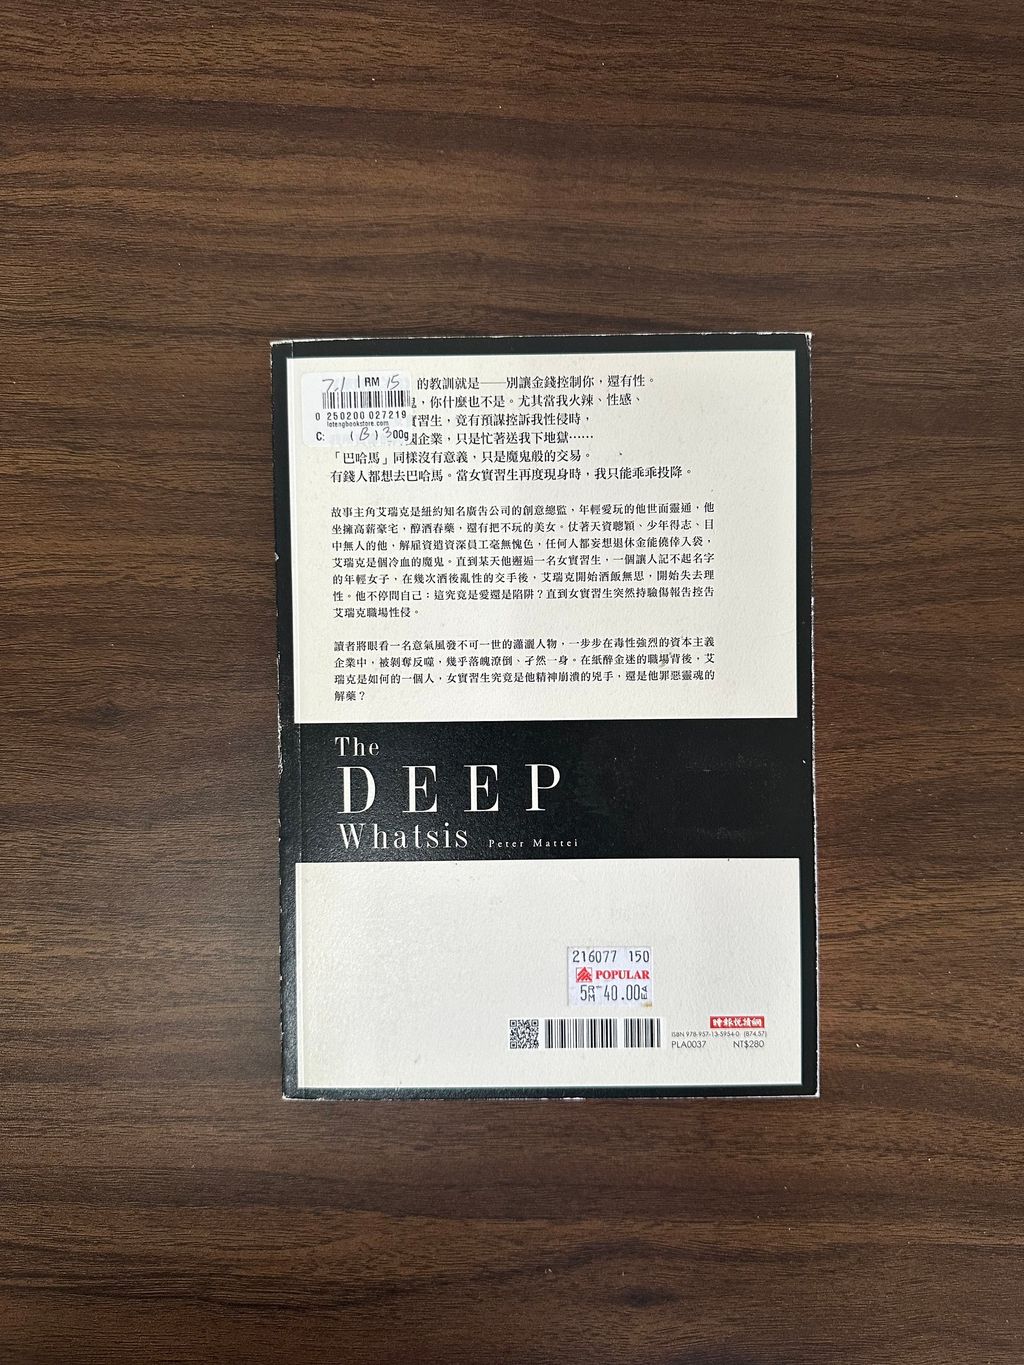 7.1 RM 15
0 250200 027219
lotengbookstore.com
C: 1B13 00g
的教訓就是──別讓金錢控制你，還有性。
，你什麼也不是。尤其當我火辣、性感、
實習生，竟有預謀控訴我性侵時，
企業，只是忙著送我下地獄……
「巴哈馬」同樣沒有意義，只是魔鬼般的交易。
有錢人都想去巴哈馬。當女實習生再度現身時，我只能乖乖投降。
故事主角艾瑞克是紐約知名廣告公司的創意總監，年輕愛玩的他世面靈通，他
坐擁高薪豪宅，醇酒春藥，還有把不玩的美女。仗著天資聰穎、少年得志、目
中無人的他，解雇資遣資深員工毫無愧色，任何人都妄想退休金能僥倖入袋，
艾瑞克是個冷血的魔鬼。直到某天他邂逅一名女實習生，一個讓人記不起名字
的年輕女子，在幾次酒後亂性的交手後，艾瑞克開始酒飯無思，開始失去理
性。他不停問自己：這究竟是愛還是陷阱？直到女實習生突然持驗傷報告控告
艾瑞克職場性侵。
讀者將眼看一名意氣風發不可一世的瀟灑人物，一步步在毒性強烈的資本主義
企業中，被剝奪反噬，幾乎落魄潦倒、孑然一身。在紙醉金迷的職場背後，艾
瑞克是如何的一個人，女實習生究竟是他精神崩潰的兇手，還是他罪惡靈魂的
解藥？
The
DEEP
Whatsis Peter Mattei
216077 150
POPULAR
5RM 40.00EA
時報悅讀網
ISBN 978-957-13-5954-0 (874.57)
PLA0037 NT$280